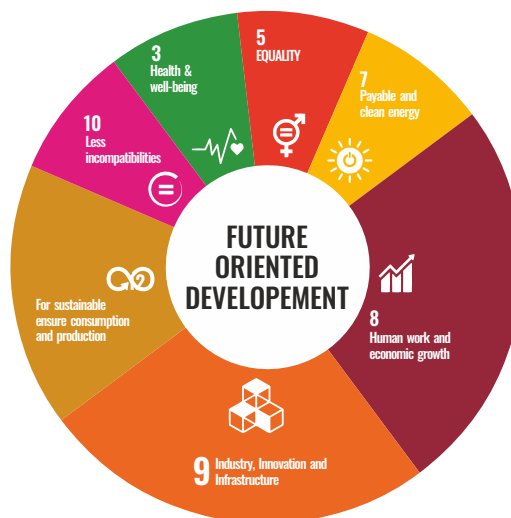 3
Health &
well-being
5
EQUALITY
7
Payable and
clean energy
10
Less
incompatibilities
FUTURE
ORIENTED
DEVELOPEMENT
2
For sustainable
ensure consumption
and production
8
Human work and
economic growth
9 Industry, Innovation and
Infrastructure